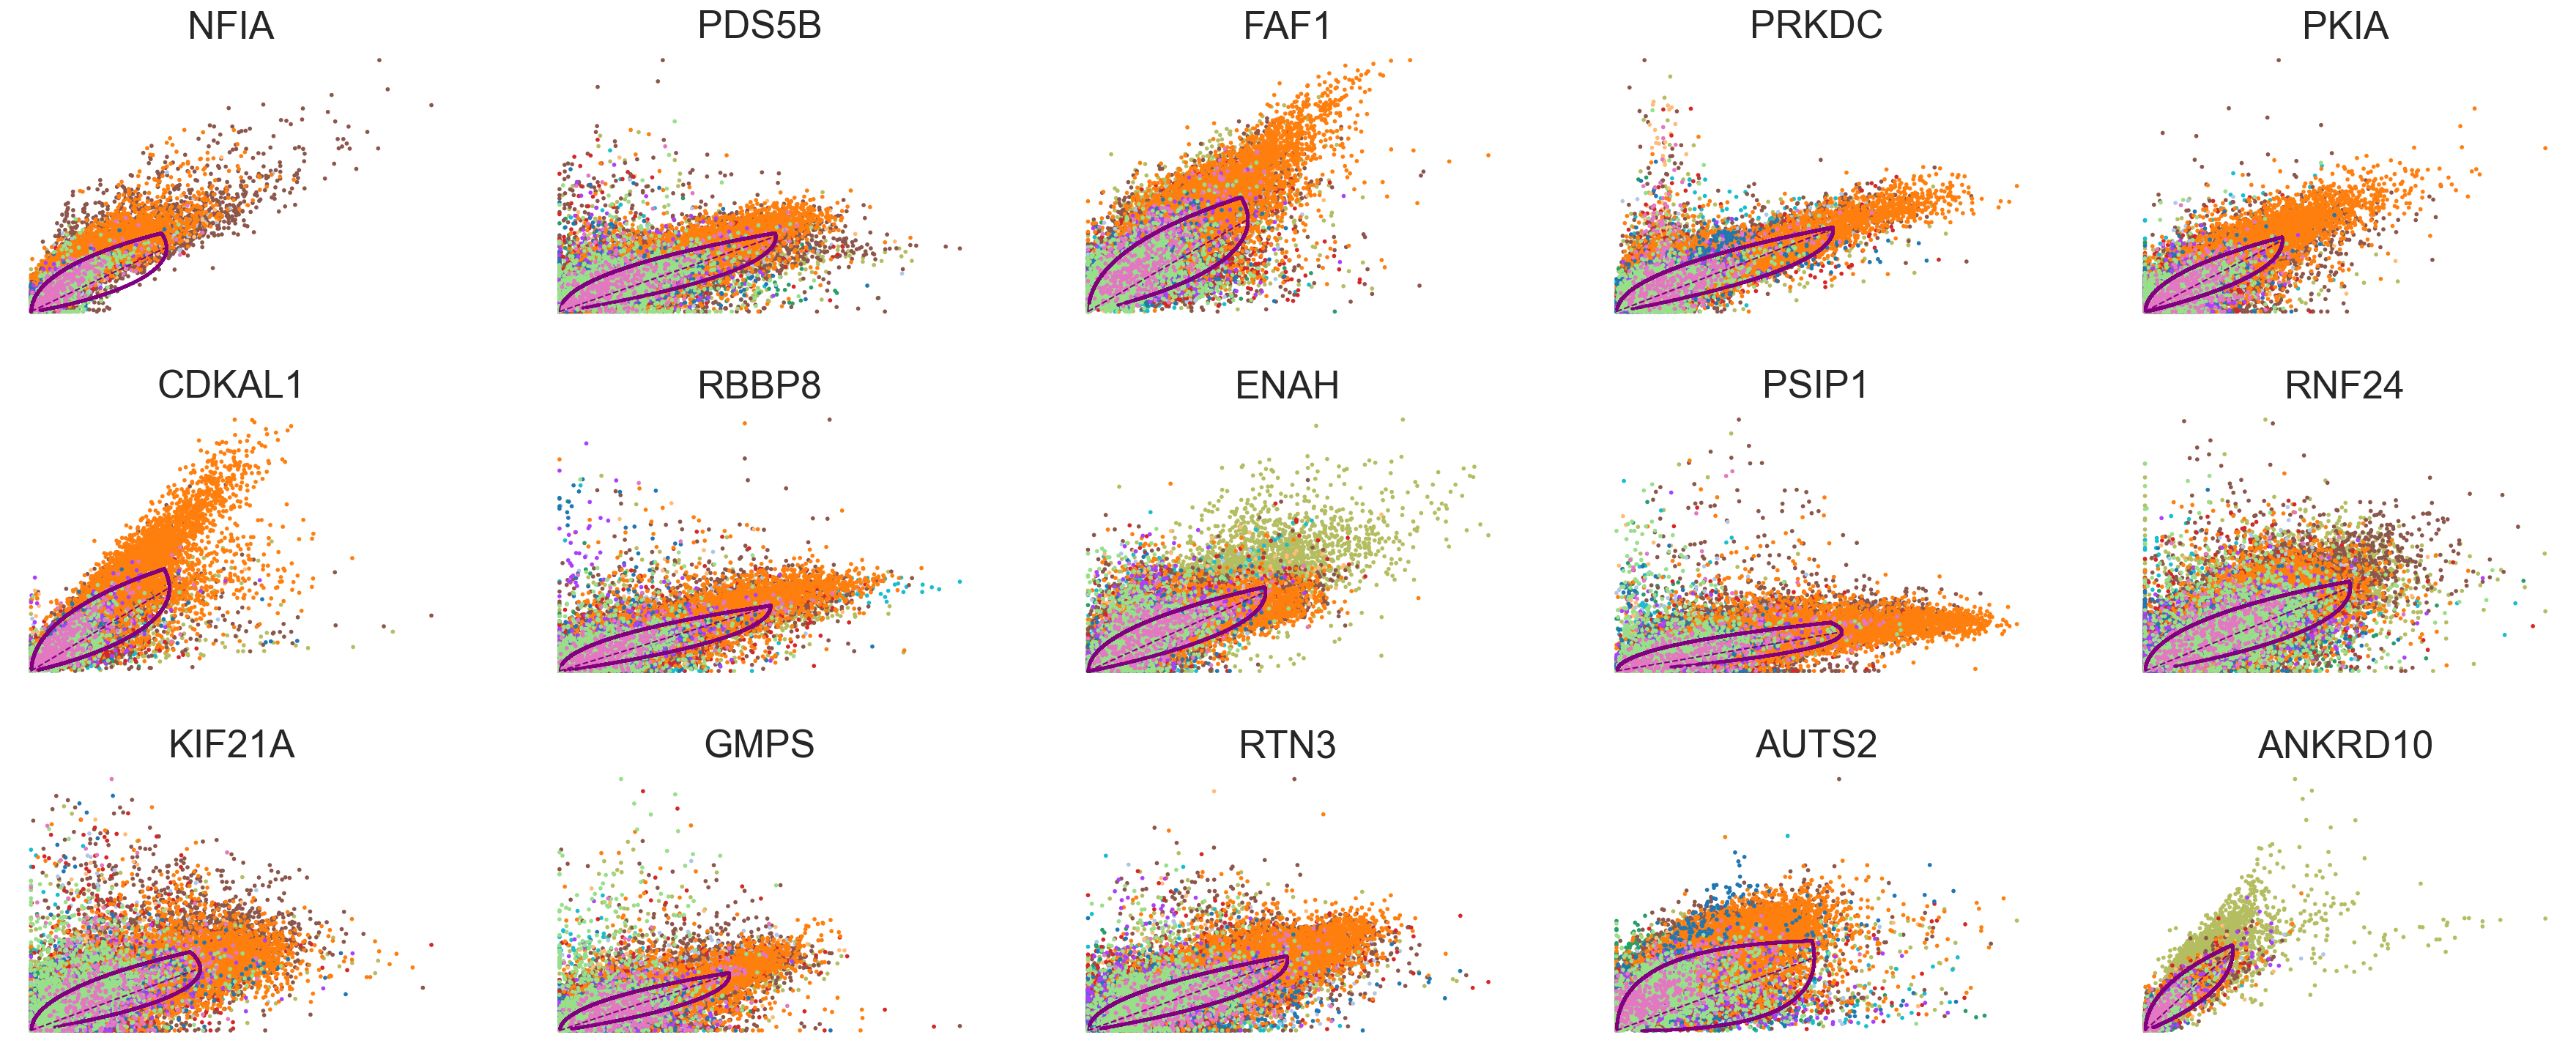 NFIA
PDS5B
FAF1
PRKDC
PKIA
CDKAL1
RBBP8
ENAH
PSIP1
RNF24
KIF21A
GMPS
RTN3
AUTS2
ANKRD10